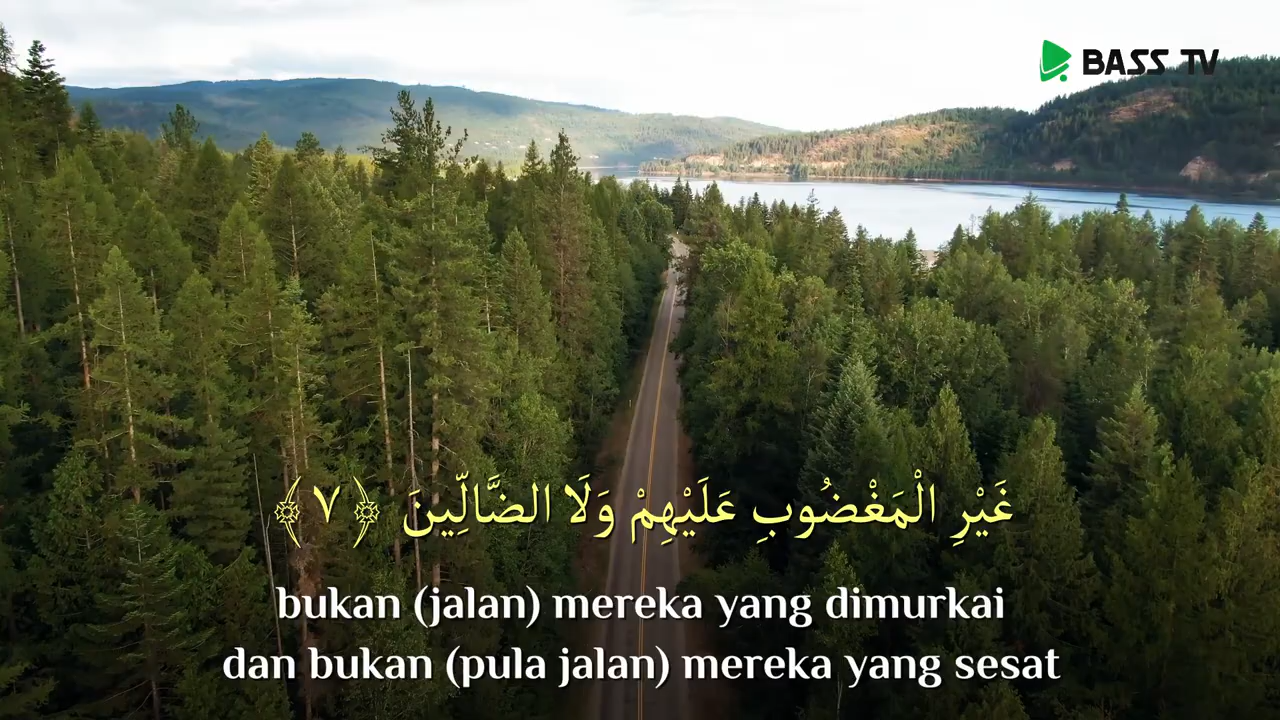 BASS TV
غَيْرِ الْمَغْضُوبِ عَلَيْهِمْ وَلَا الضَّالِّينَ ﴿٧﴾
bukan (jalan) mereka yang dimurkai
dan bukan (pula jalan) mereka yang sesat